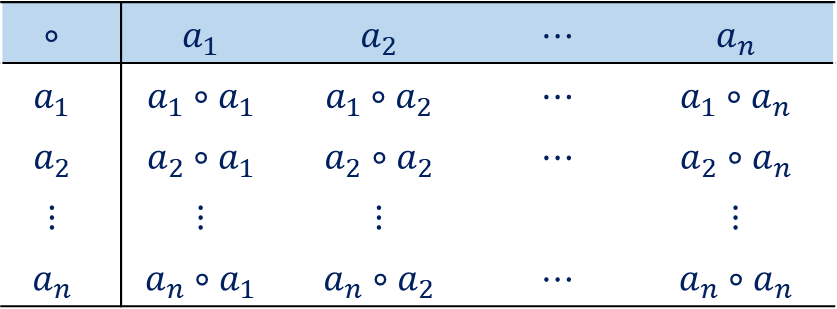 ∘ a₁ a₂ ⋯ aₙ
a₁ a₁ ∘ a₁ a₁ ∘ a₂ ⋯ a₁ ∘ aₙ
a₂ a₂ ∘ a₁ a₂ ∘ a₂ ⋯ a₂ ∘ aₙ
⋮ ⋮ ⋮ ⋮
aₙ aₙ ∘ a₁ aₙ ∘ a₂ ⋯ aₙ ∘ aₙ